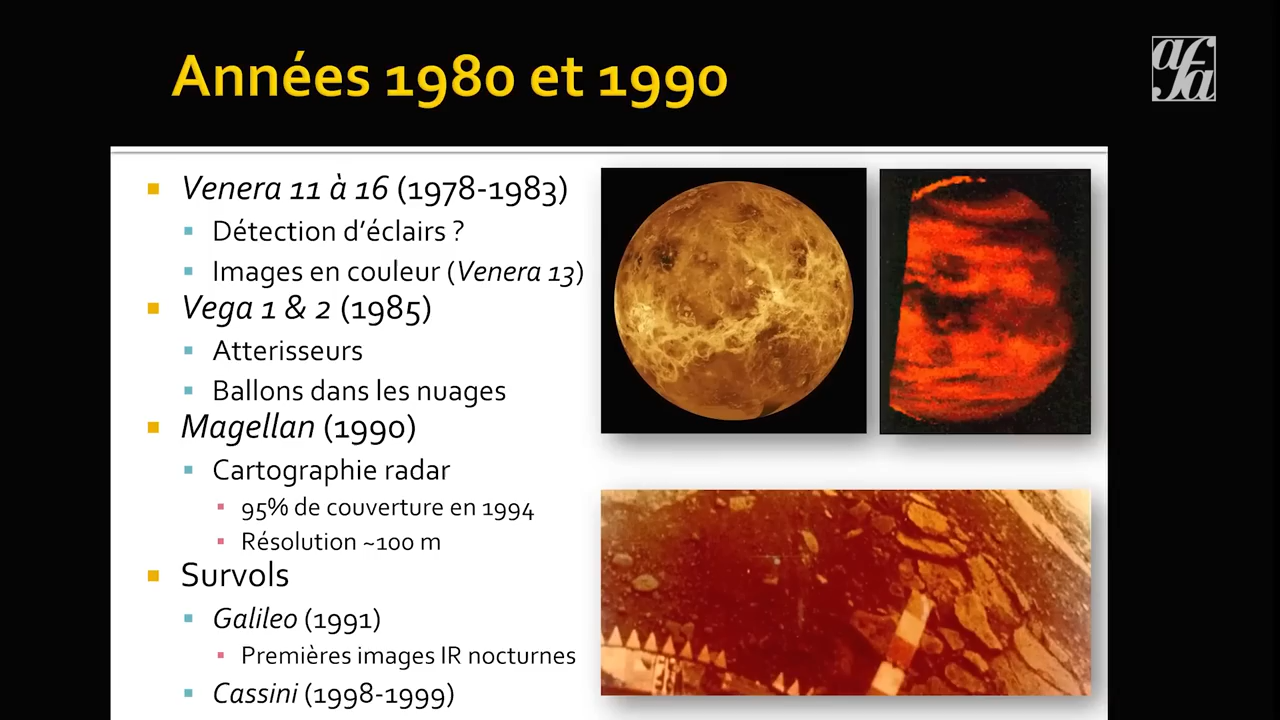 Années 1980 et 1990
afa
Venera 11 à 16 (1978-1983)
Détection d'éclairs ?
Images en couleur (Venera 13)
Vega 1 & 2 (1985)
Atterisseurs
Ballons dans les nuages
Magellan (1990)
Cartographie radar
95% de couverture en 1994
Résolution ~100 m
Survols
Galileo (1991)
Premières images IR nocturnes
Cassini (1998-1999)